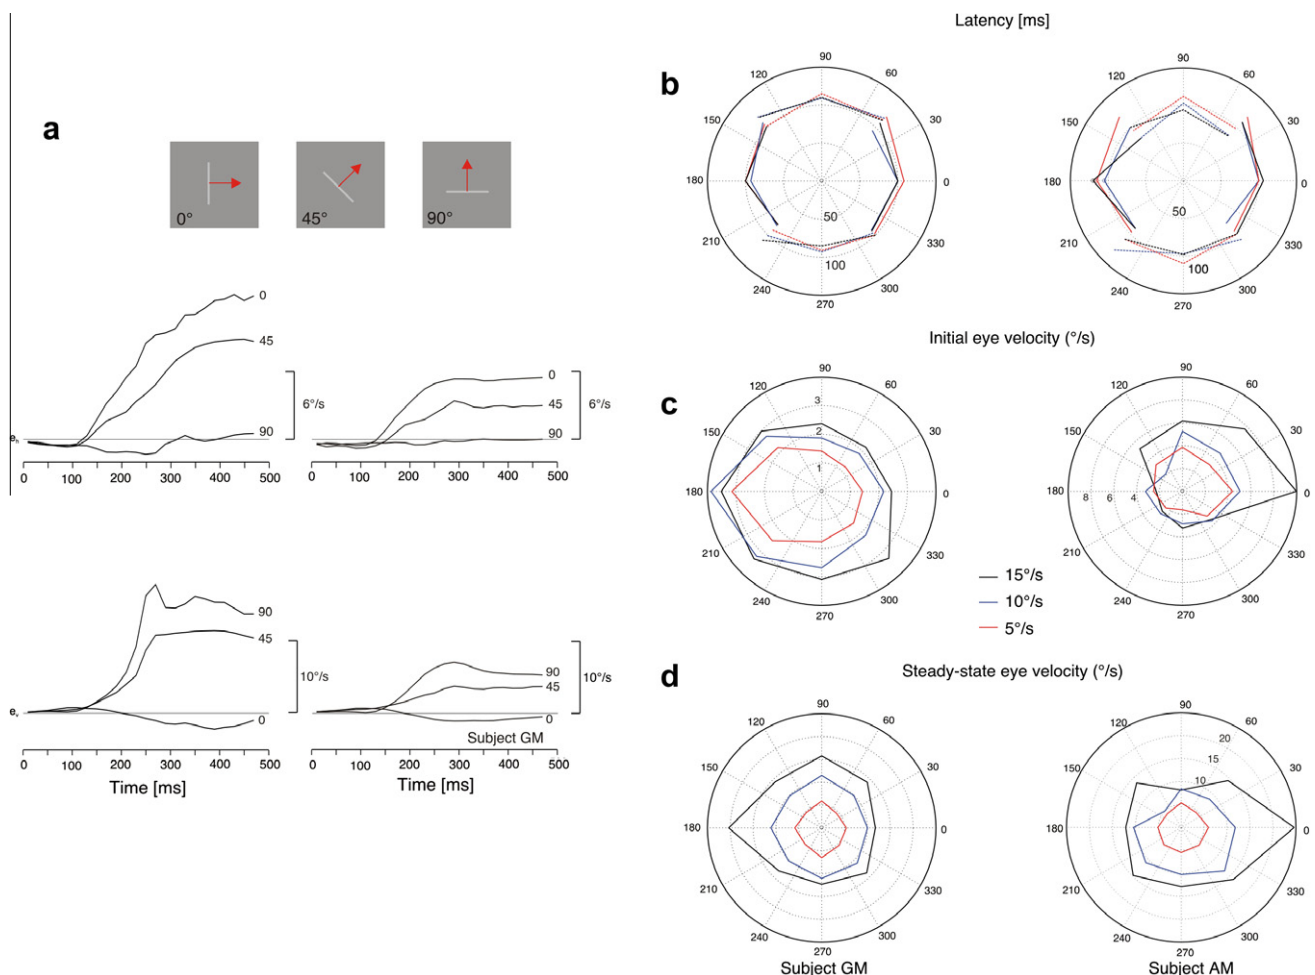 a
0°
45°
90°
0
45
90
6°/s
eh
0 100 200 300 400 500
0
45
90
6°/s
0 100 200 300 400 500
90
45
0
10°/s
ev
0 100 200 300 400 500
Time [ms]
90
45
0
10°/s
Subject GM
0 100 200 300 400 500
Time [ms]
Latency [ms]
b
90
120 60
150 30
180 0
50
210 330
100
240 300
270
90
120 60
150 30
180 0
50
210 330
100
240 300
270
Initial eye velocity (°/s)
c
90
120 60
3
150 2 30
1
180 0
210 330
240 300
270
90
120 60
150 30
180 8 6 4 0
210 330
240 300
270
15°/s
10°/s
5°/s
Steady-state eye velocity (°/s)
d
90
120 60
150 30
180 0
210 330
240 300
270
Subject GM
90
120 60
20
150 15 30
10
180 0
210 330
240 300
270
Subject AM